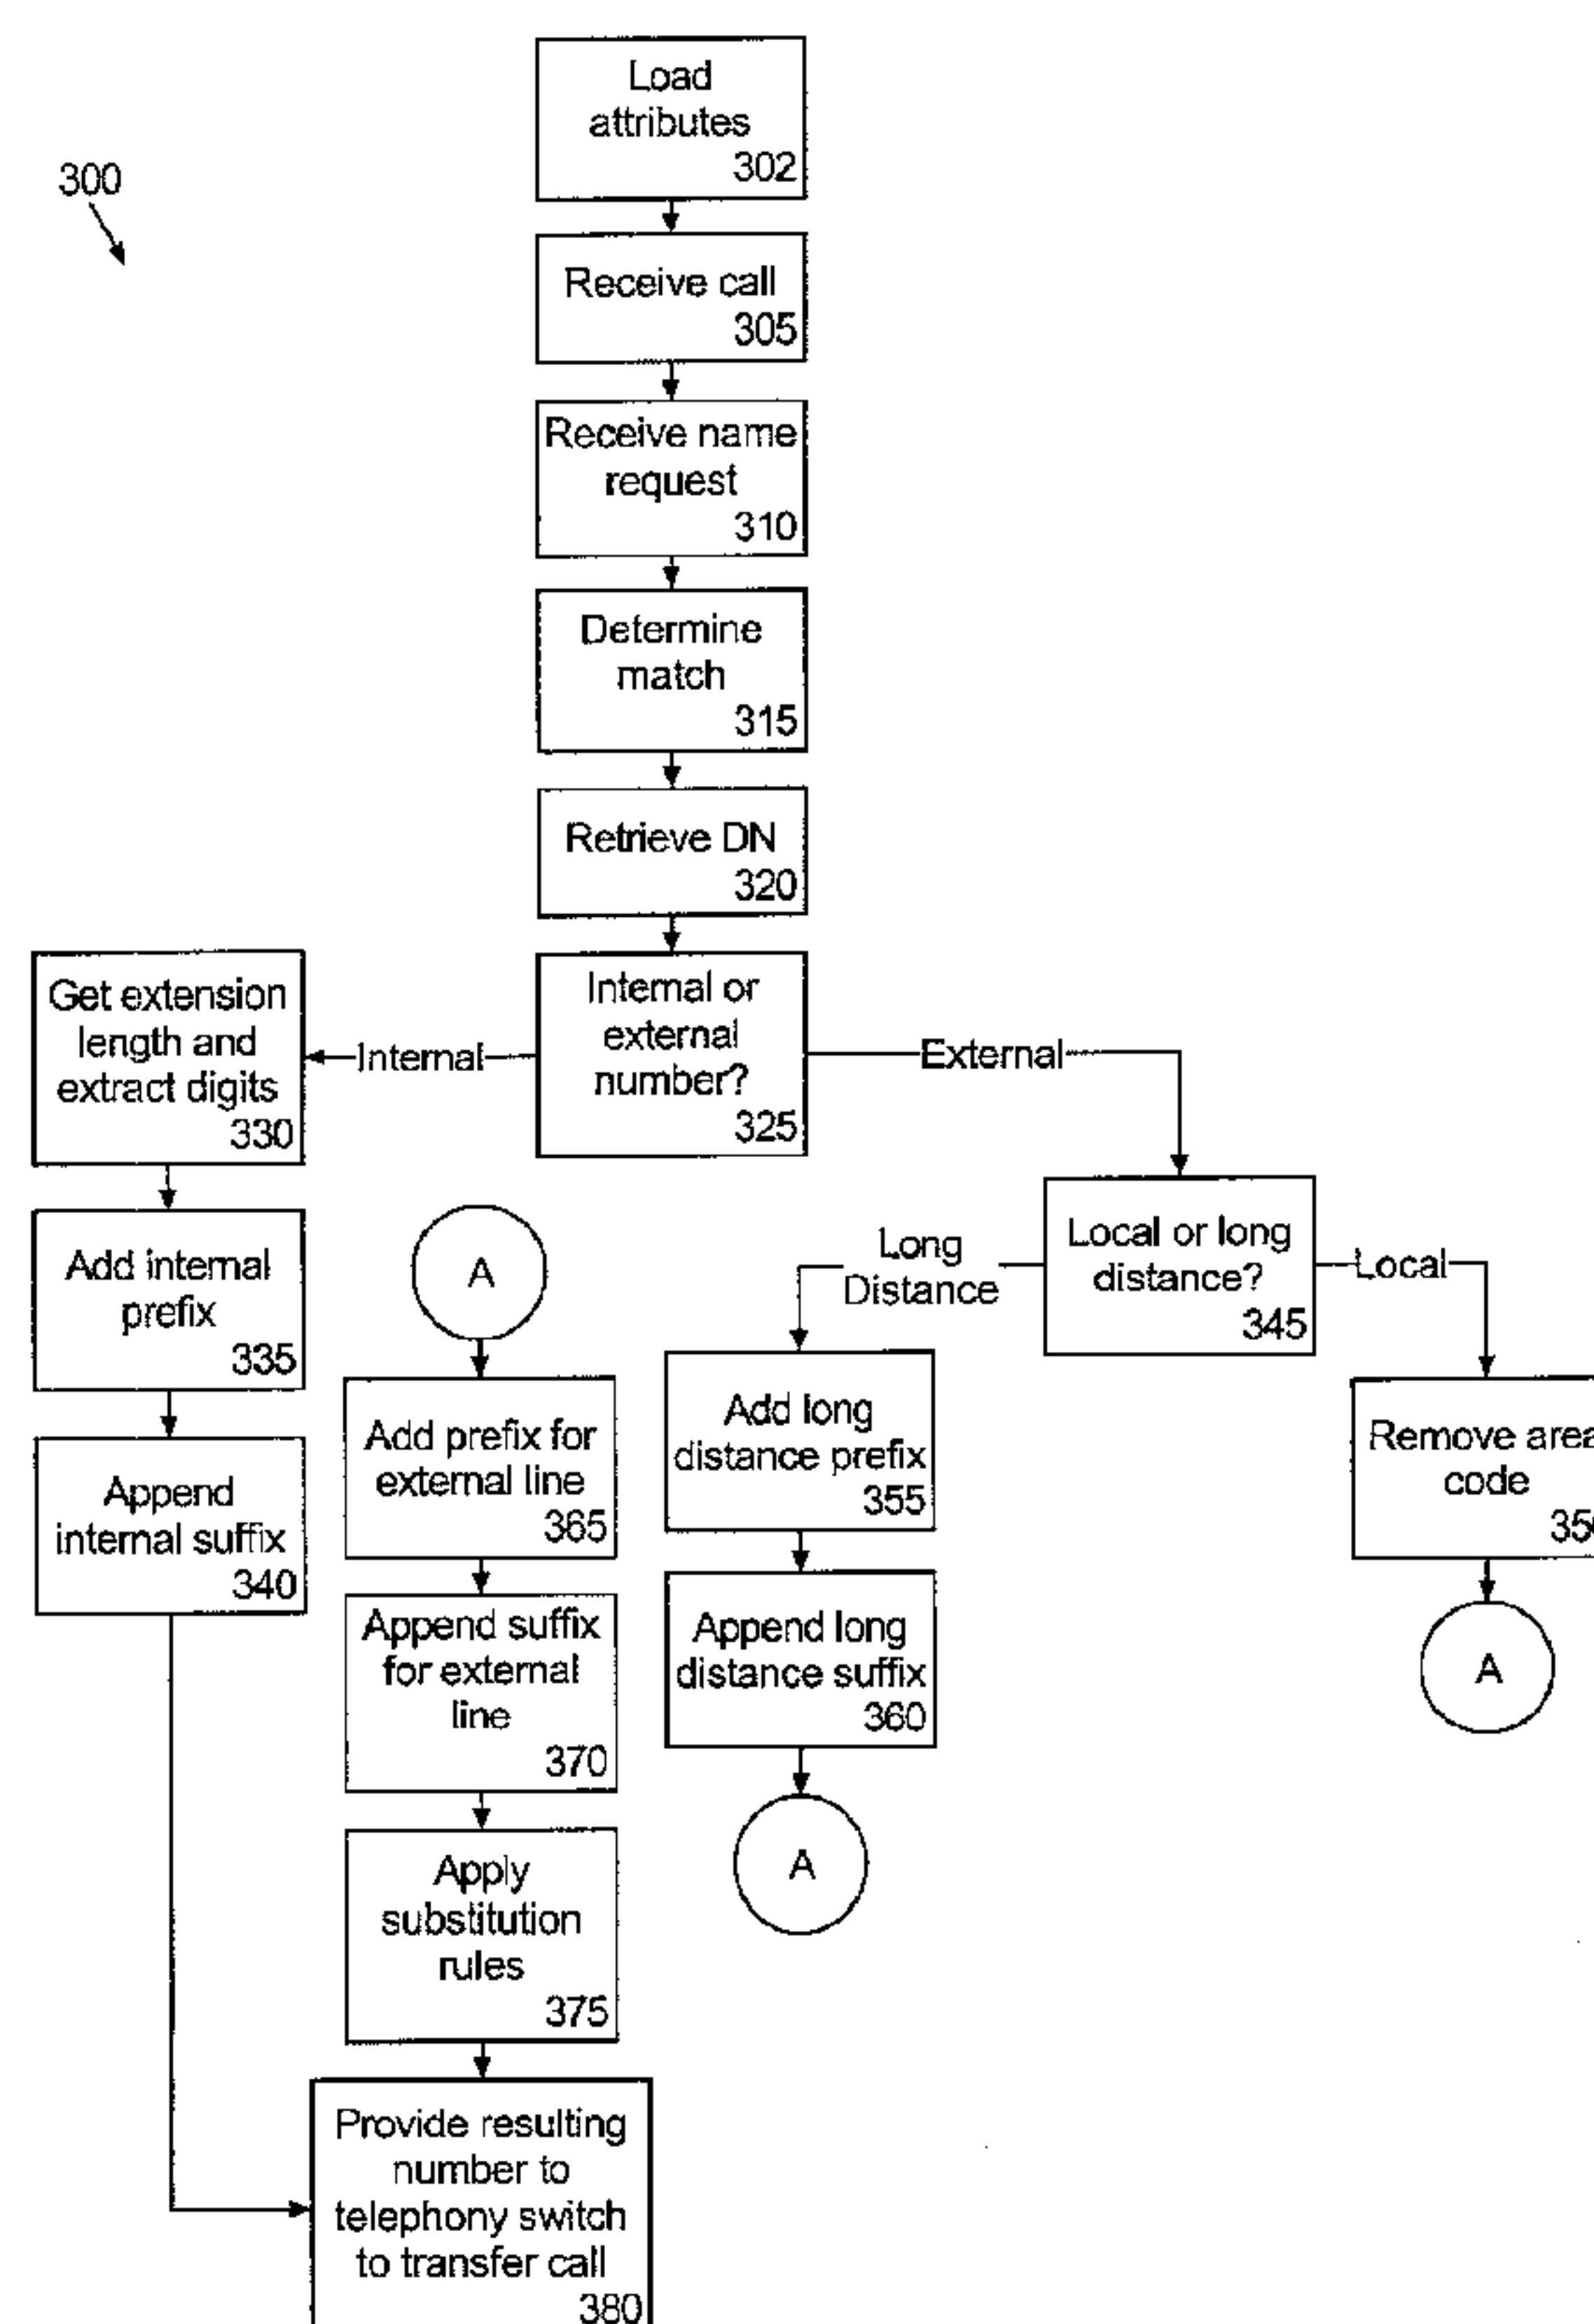 300
Load
attributes
302
Receive call
305
Receive name
request
310
Determine
match
315
Retrieve DN
320
Internal or
external
number?
325
Internal
External
Get extension
length and
extract digits
330
Add internal
prefix
335
Append
internal suffix
340
Local or long
distance?
345
Long
Distance
Local
Remove area
code
A
Add long
distance prefix
355
Append long
distance suffix
360
A
A
Add prefix for
external line
365
Append suffix
for external
line
370
Apply
substitution
rules
375
Provide resulting
number to
telephony switch
to transfer call
380